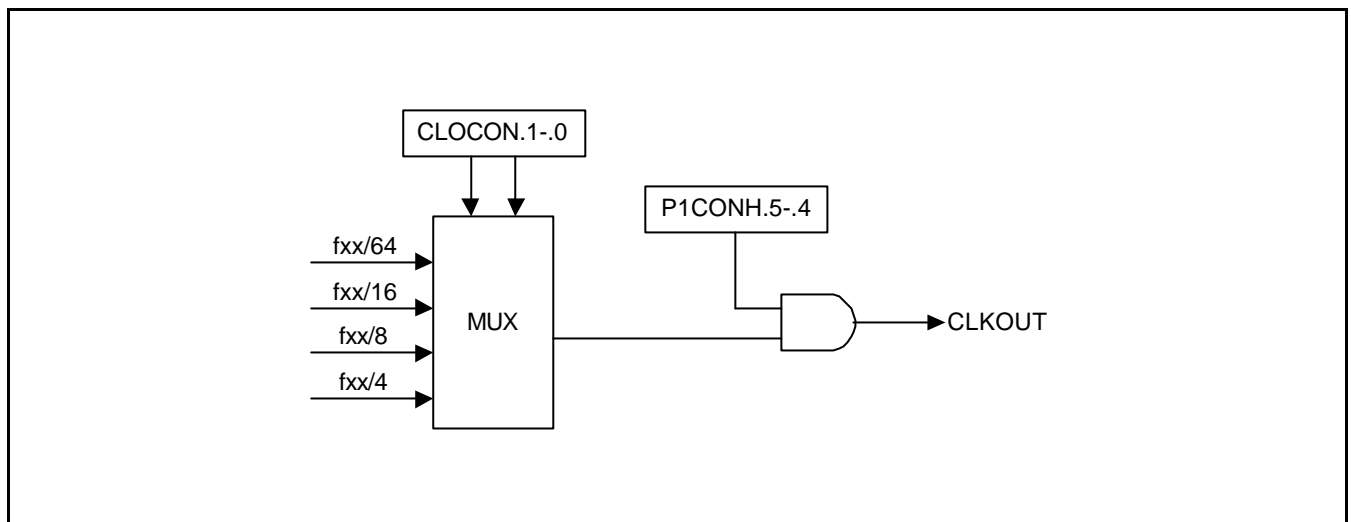 CLOCON.1-.0
P1CONH.5-.4
fxx/64
fxx/16
fxx/8
fxx/4
MUX
CLKOUT